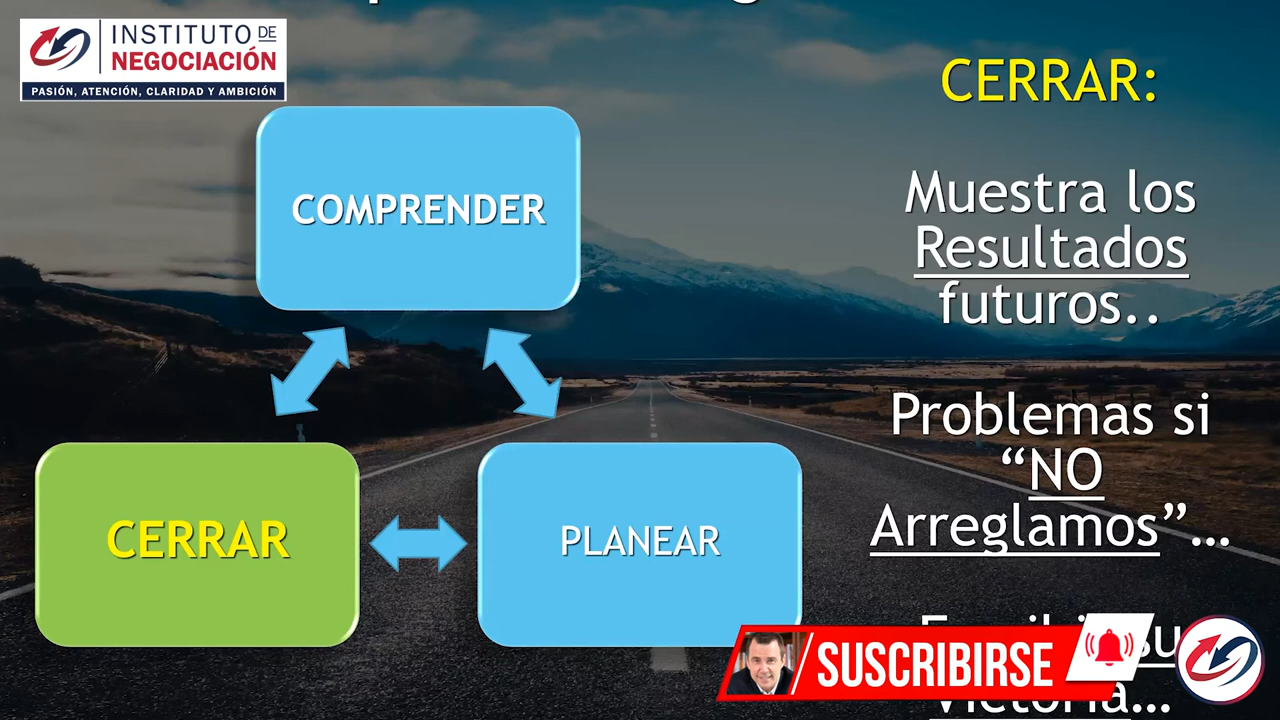 INSTITUTO DE
NEGOCIACIÓN
PASIÓN, ATENCIÓN, CLARIDAD Y AMBICIÓN
COMPRENDER
CERRAR
PLANEAR
CERRAR:
Muestra los
Resultados
futuros..
Problemas si
“NO
Arreglamos”…
su
SUSCRIBIRSE